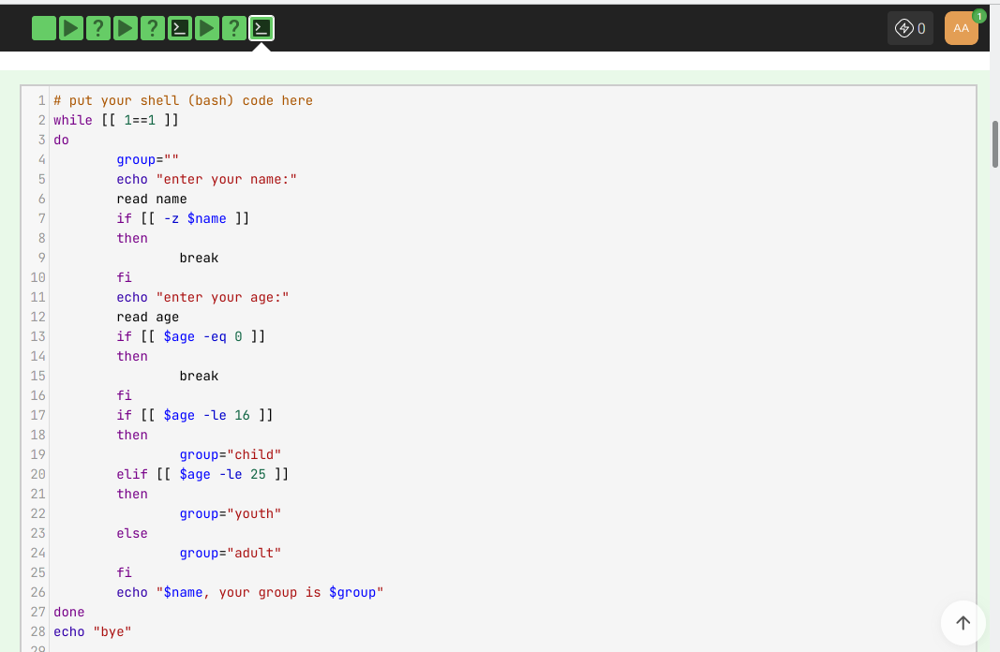 ? ? >_ ? >_ 0 AA 1
1 # put your shell (bash) code here
2 while [[ 1==1 ]]
3 do
4 group=""
5 echo "enter your name:"
6 read name
7 if [[ -z $name ]]
8 then
9 break
10 fi
11 echo "enter your age:"
12 read age
13 if [[ $age -eq 0 ]]
14 then
15 break
16 fi
17 if [[ $age -le 16 ]]
18 then
19 group="child"
20 elif [[ $age -le 25 ]]
21 then
22 group="youth"
23 else
24 group="adult"
25 fi
26 echo "$name, your group is $group"
27 done
28 echo "bye"
29